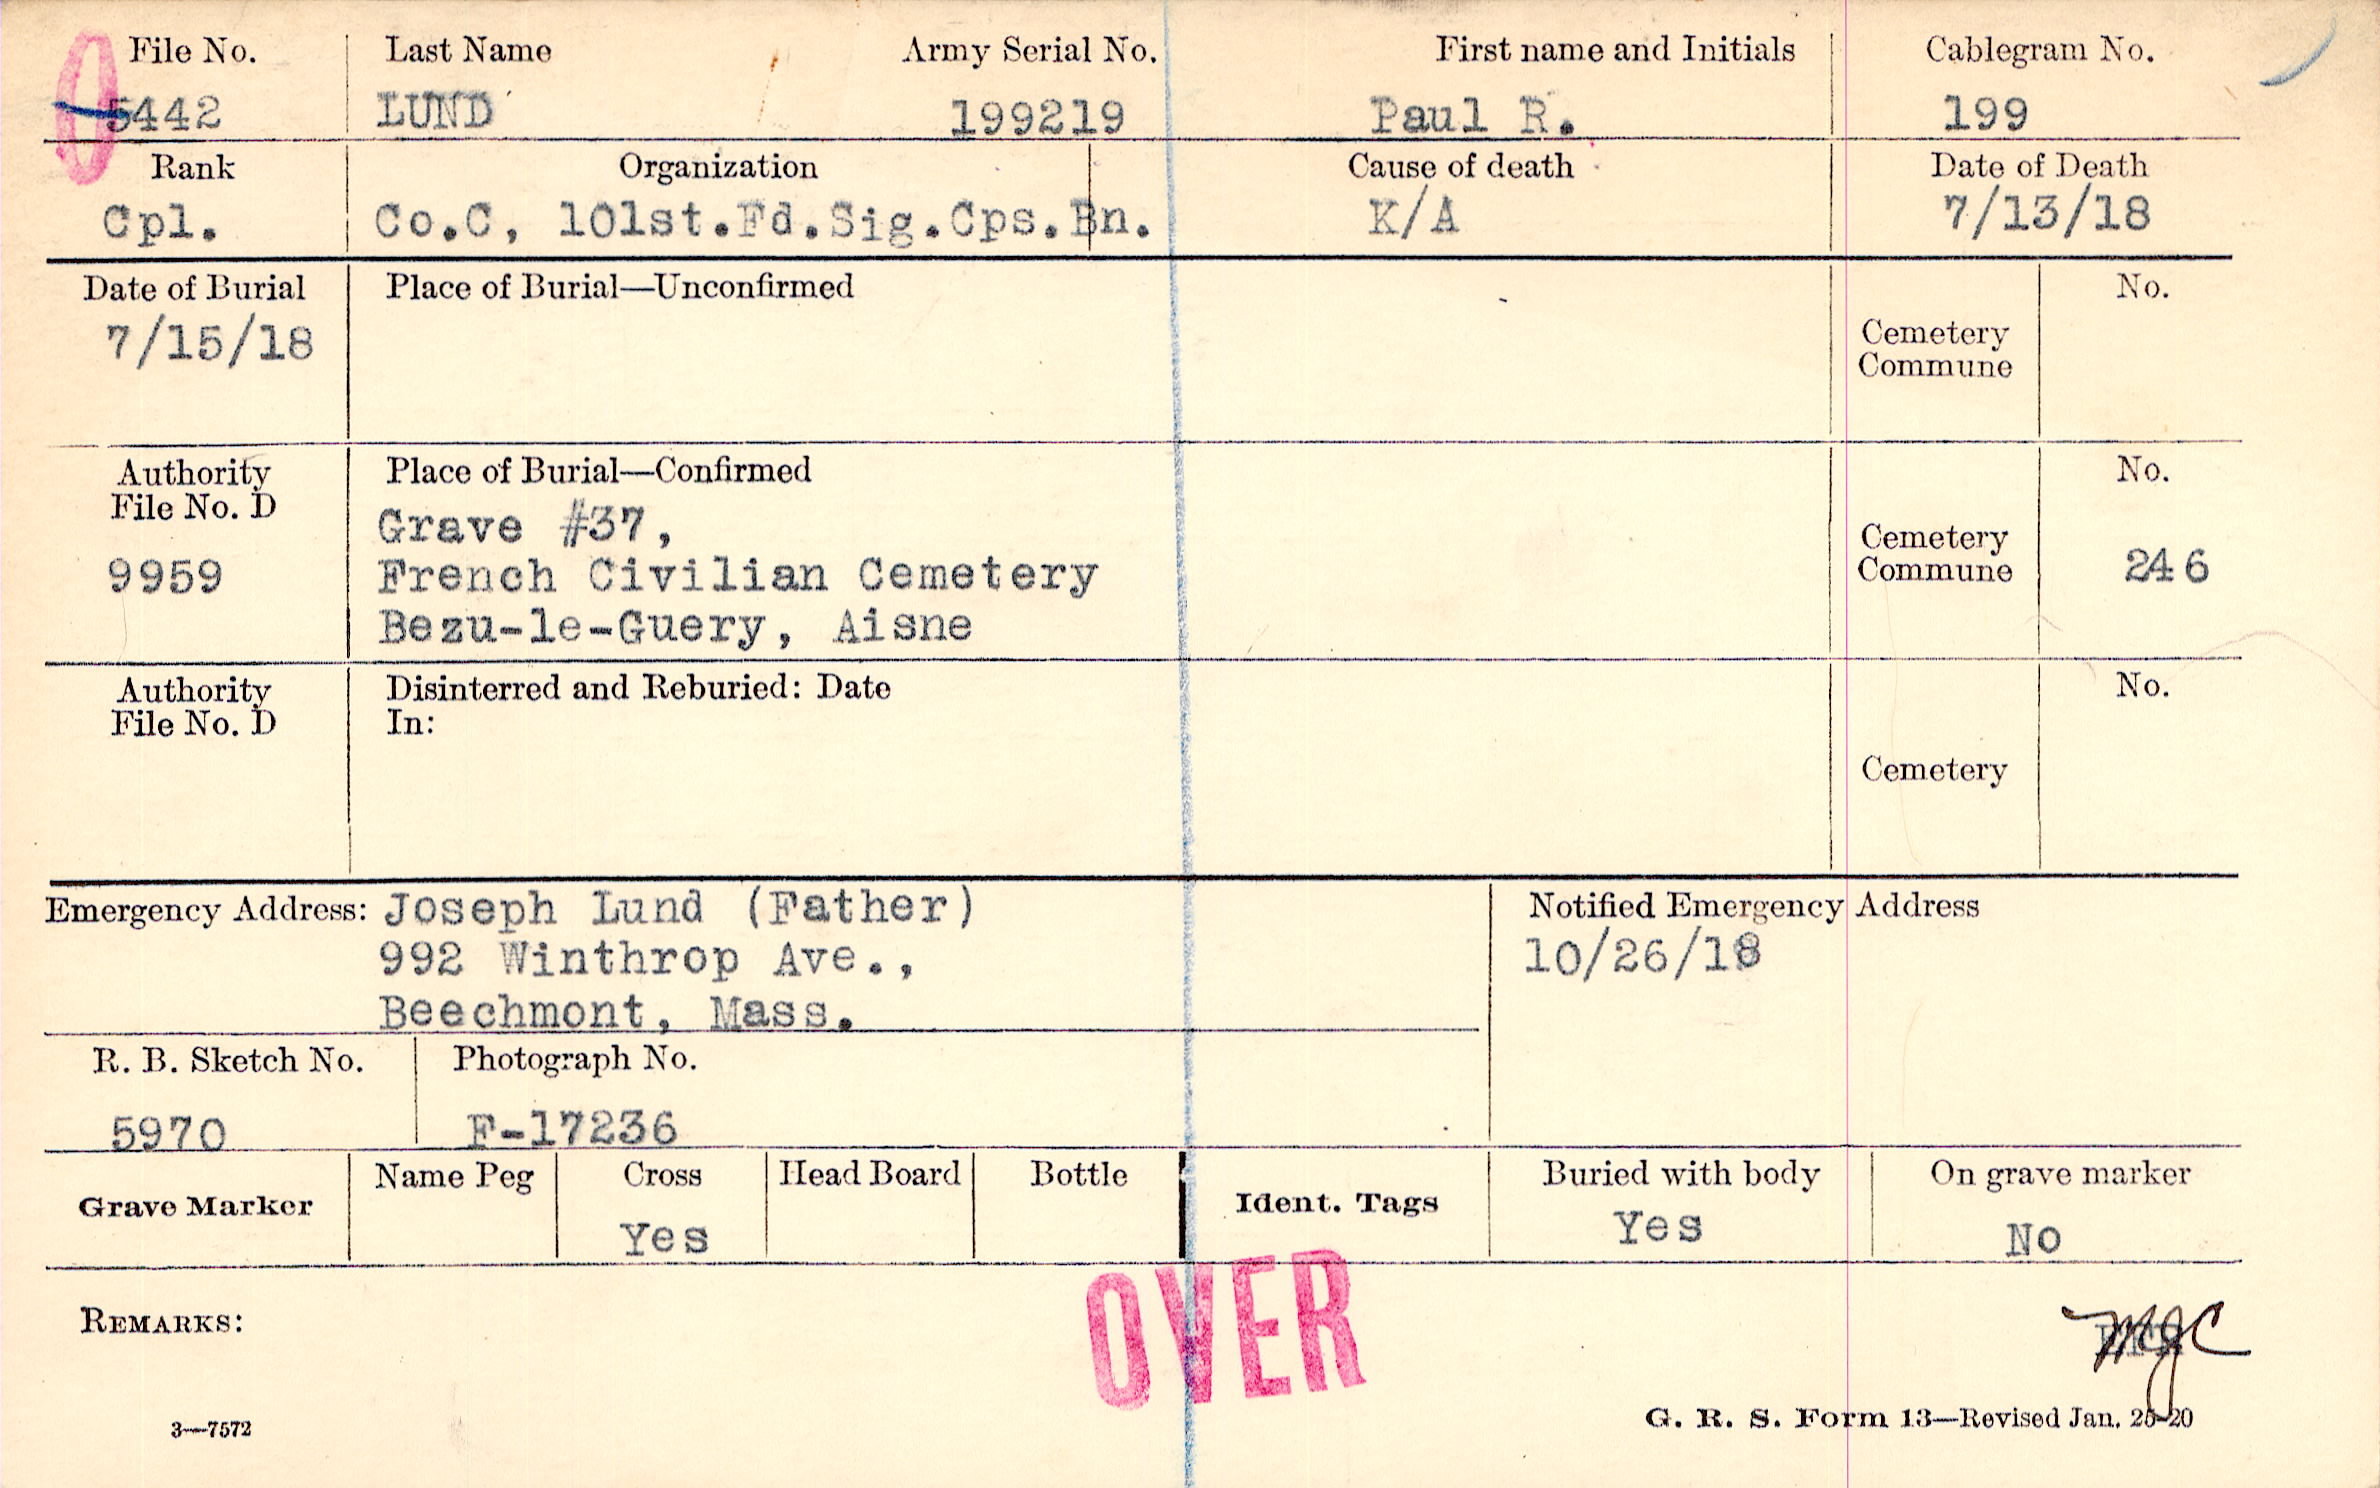 File No. Last Name Army Serial No. First name and Initials Cablegram No.
5442 LUND 199219 Paul R. 199
Rank Organization Cause of death Date of Death
Cpl. Co.C, 101st.Fd.Sig.Cps.Bn. K/A 7/13/18
Date of Burial Place of Burial—Unconfirmed No.
7/15/18
Cemetery
Commune
Authority Place of Burial—Confirmed No.
File No. D
Grave #37,
9959 French Civilian Cemetery
Bezu-le-Guery, Aisne
Cemetery
Commune 246
Authority Disinterred and Reburied: Date No.
File No. D In:
Cemetery
Emergency Address: Joseph Lund (Father) Notified Emergency Address
992 Winthrop Ave., 10/26/18
Beechmont, Mass.
R. B. Sketch No. Photograph No.
5970 F-17236
Grave Marker Name Peg Cross Head Board Bottle Ident. Tags Buried with body On grave marker
Yes Yes No
OVER
REMARKS:
MJC
3—7572 G. R. S. Form 13—Revised Jan. 26-20